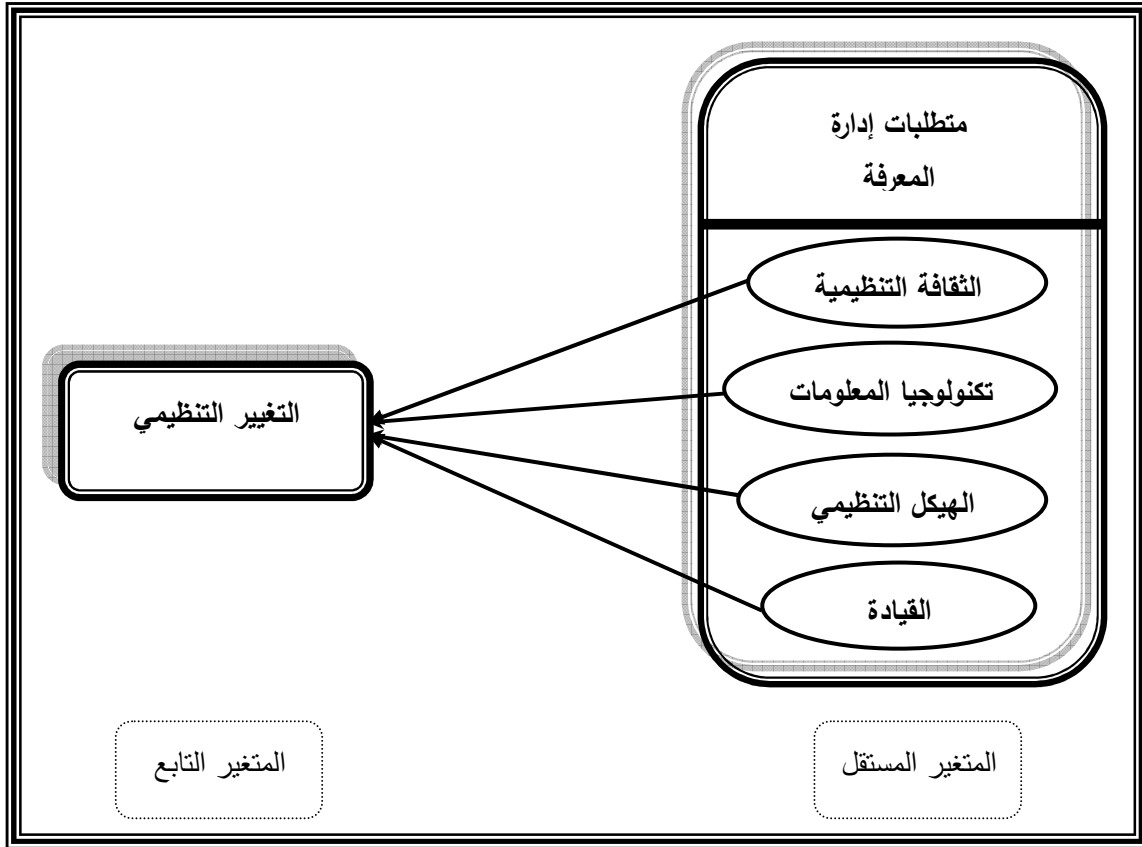 متطلبات إدارة
المعرفة
الثقافة التنظيمية
تكنولوجيا المعلومات
الهيكل التنظيمي
القيادة
التغيير التنظيمي
المتغير المستقل
المتغير التابع